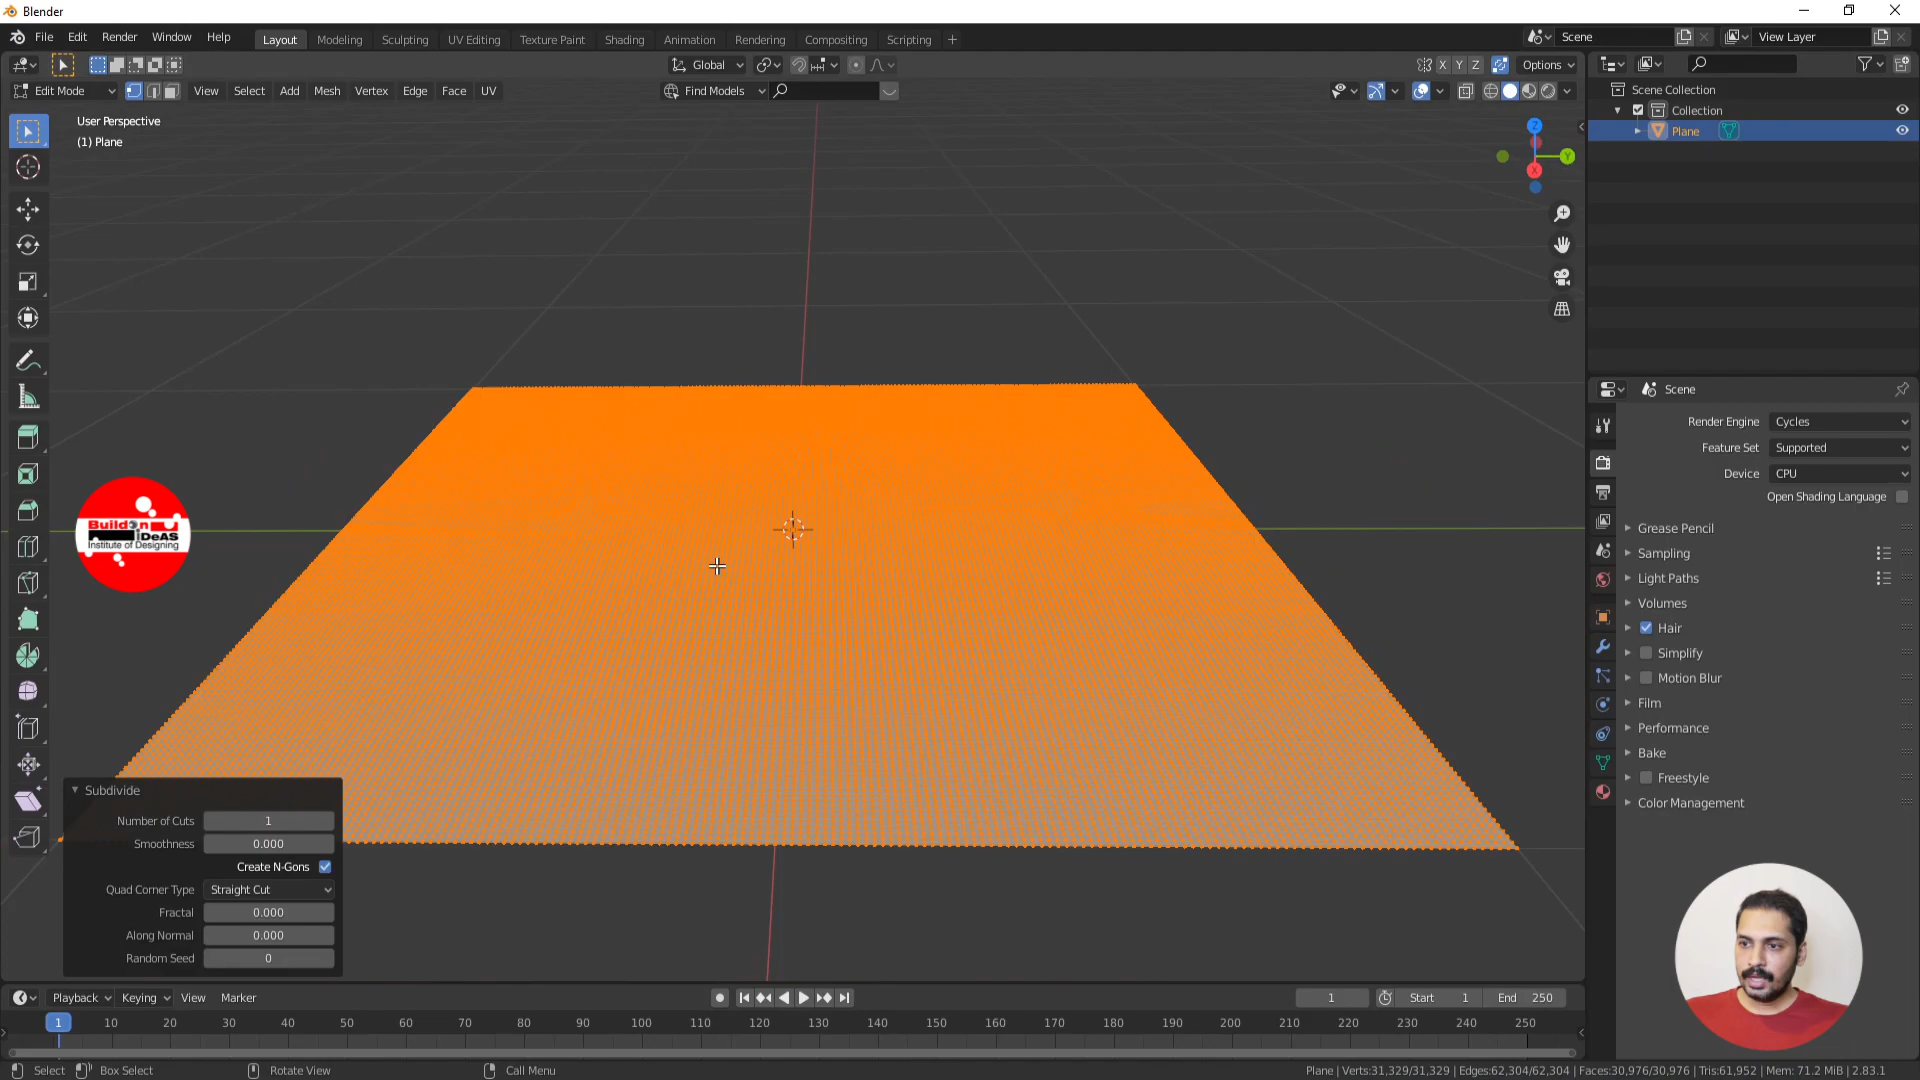 Blender
File Edit Render Window Help Layout Modeling Sculpting UV Editing Texture Paint Shading Animation Rendering Compositing Scripting + Scene View Layer
Global X Y Z Options
Edit Mode View Select Add Mesh Vertex Edge Face UV Find Models
User Perspective
(1) Plane
Z
Y
X
Scene Collection
Collection
Plane
Scene
Render Engine Cycles
Feature Set Supported
Device CPU
Open Shading Language
Grease Pencil
Sampling
Light Paths
Volumes
Hair
Simplify
Motion Blur
Film
Performance
Bake
Freestyle
Color Management
Build on
iDeAS
Institute of Designing
Subdivide
Number of Cuts 1
Smoothness 0.000
Create N-Gons
Quad Corner Type Straight Cut
Fractal 0.000
Along Normal 0.000
Random Seed 0
Playback Keying View Marker 1 Start 1 End 250
1 10 20 30 40 50 60 70 80 90 100 110 120 130 140 150 160 170 180 190 200 210 220 230 240 250
Select Box Select Rotate View Call Menu Plane | Verts:31,329/31,329 | Edges:62,304/62,304 | Faces:30,976/30,976 | Tris:61,952 | Mem: 71.2 MiB | 2.83.1